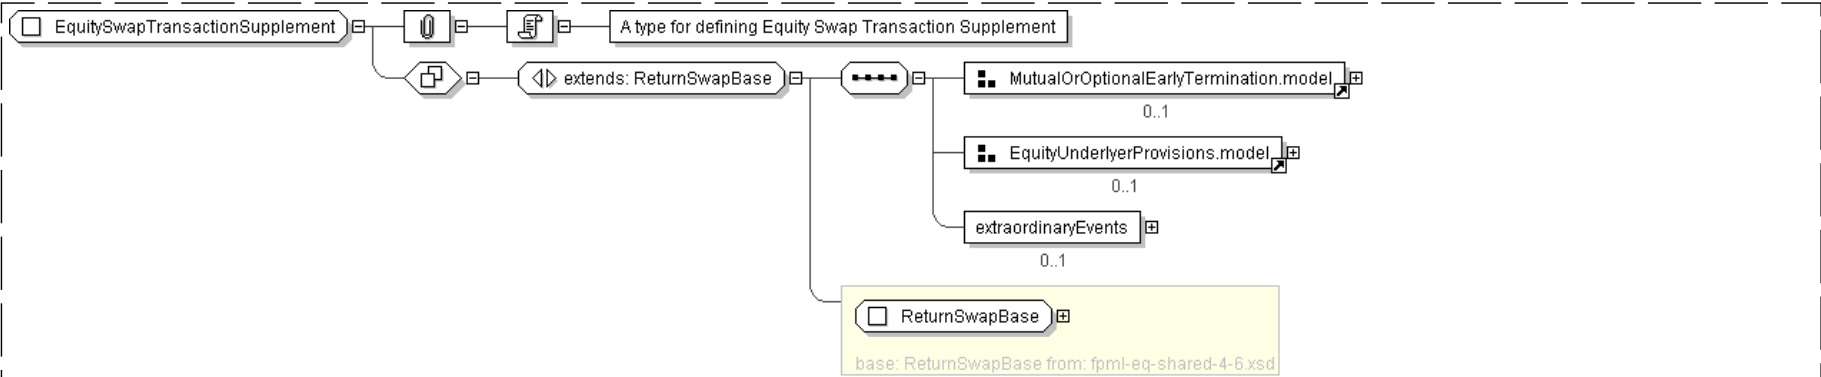 EquitySwapTransactionSupplement
A type for defining Equity Swap Transaction Supplement
extends: ReturnSwapBase
MutualOrOptionalEarlyTermination.model
0..1
EquityUnderlyerProvisions.model
0..1
extraordinaryEvents
0..1
ReturnSwapBase
base: ReturnSwapBase from: fpml-eq-shared-4-6.xsd